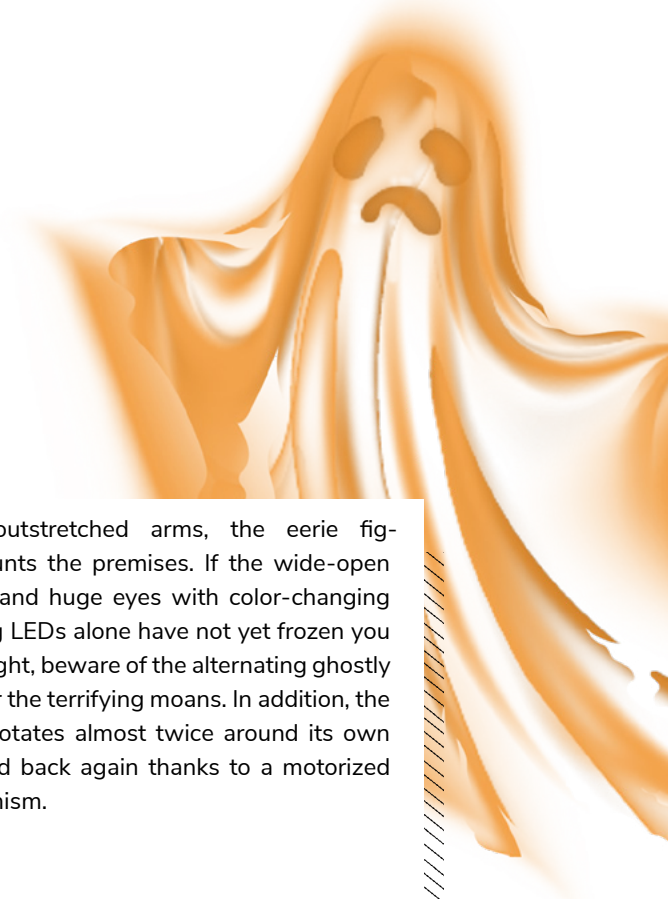 outstretched arms, the eerie fig-
unts the premises. If the wide-open
and huge eyes with color-changing
g LEDs alone have not yet frozen you
ght, beware of the alternating ghostly
r the terrifying moans. In addition, the
otates almost twice around its own
d back again thanks to a motorized
nism.